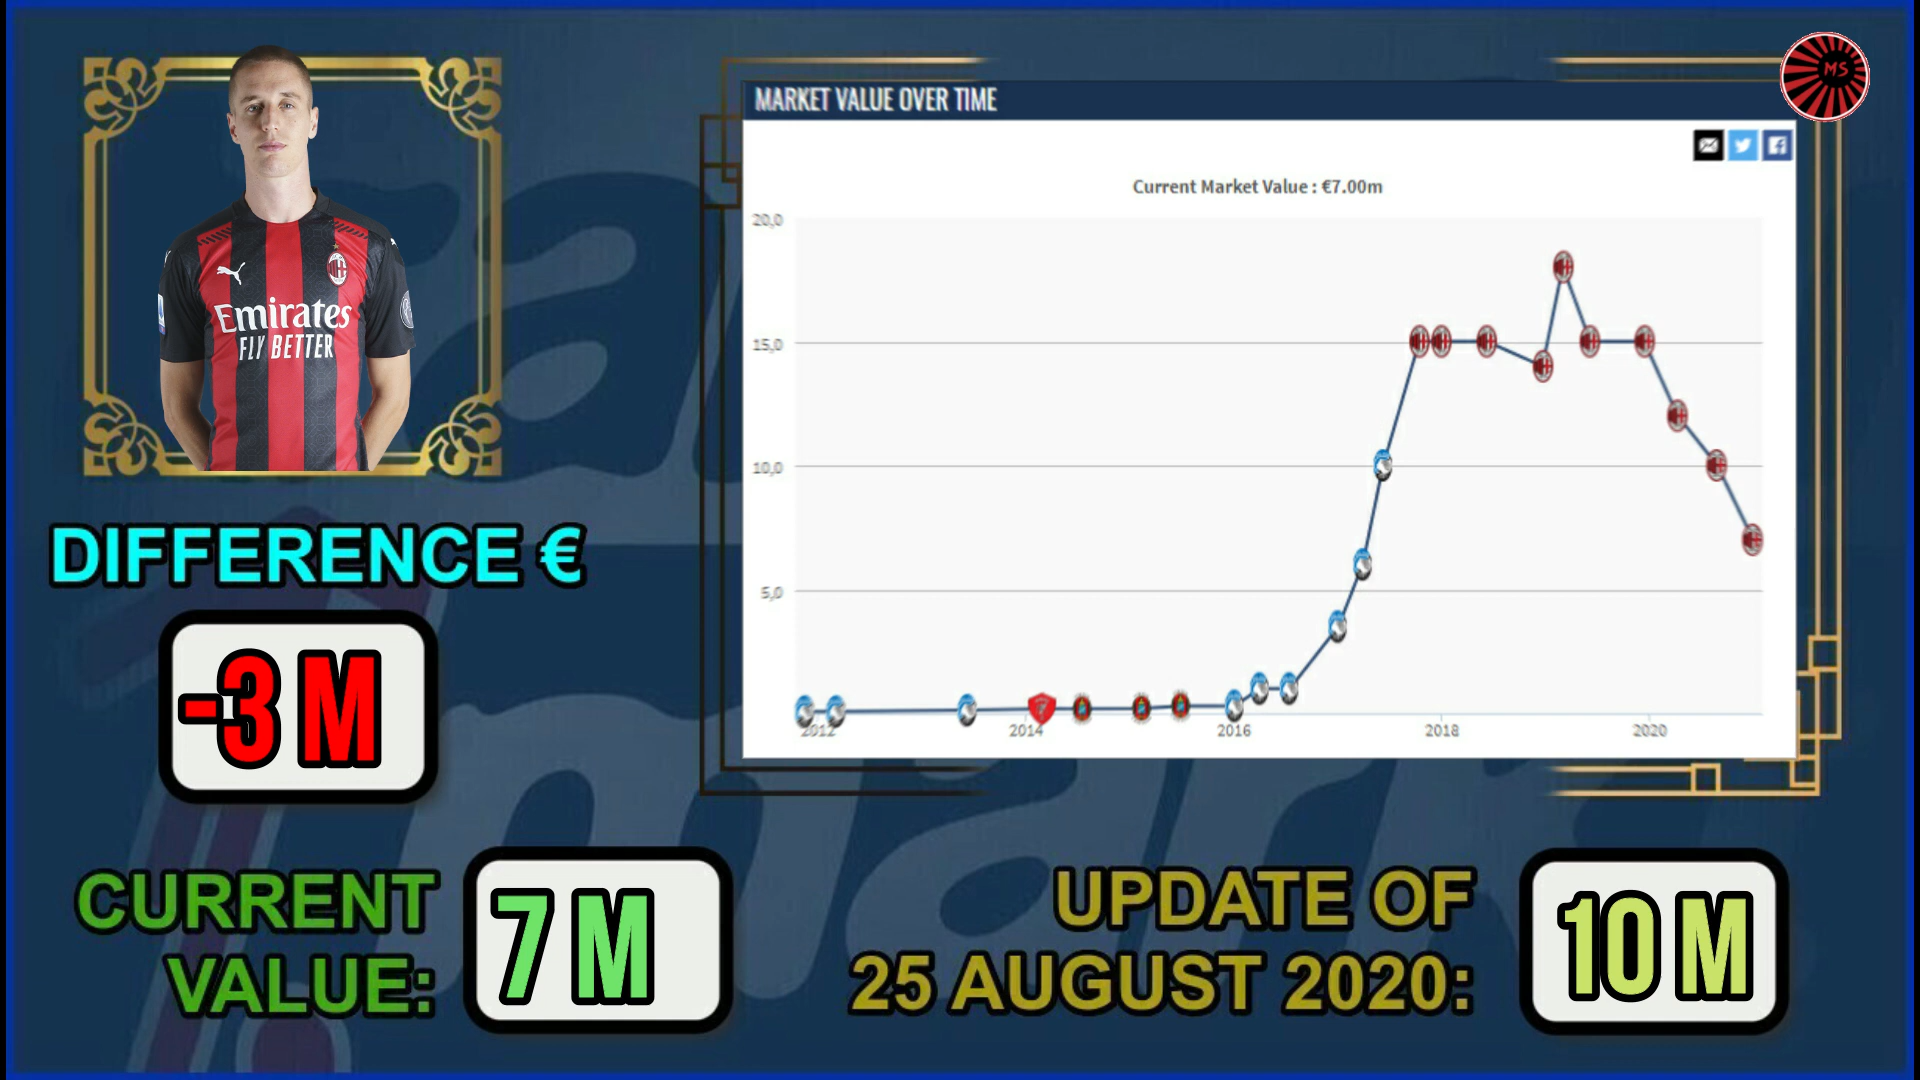 MARKET VALUE OVER TIME
MS
Current Market Value : €7.00m
20,0
15,0
10,0
5,0
2012
2014
2016
2018
2020
Emirates
FLY BETTER
DIFFERENCE €
-3 M
CURRENT
VALUE:
7 M
UPDATE OF
25 AUGUST 2020:
10 M